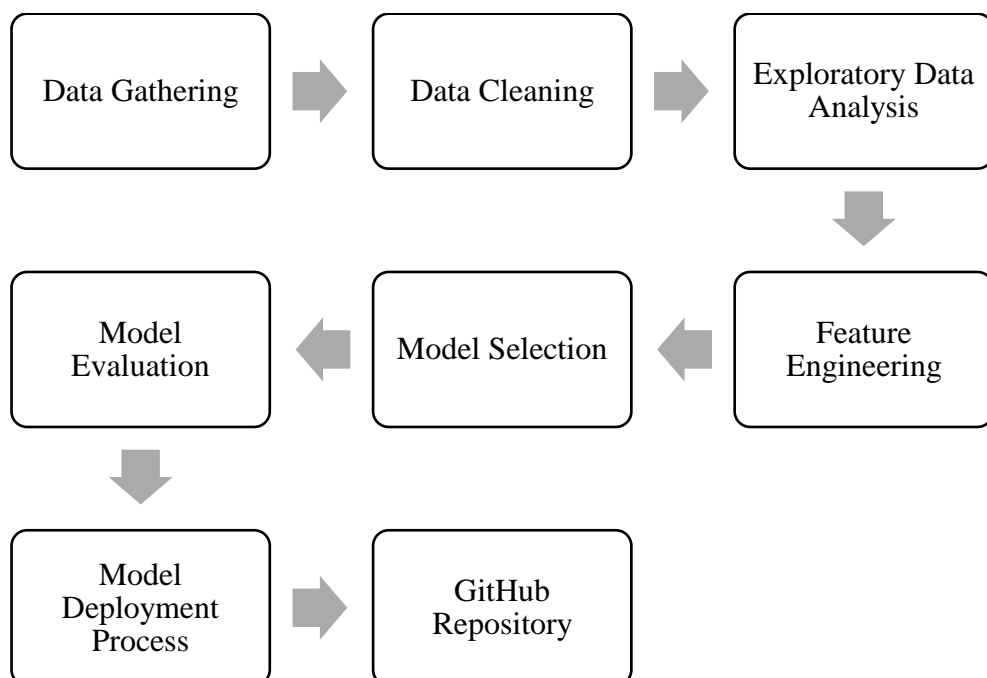 Data Gathering
Data Cleaning
Exploratory Data
Analysis
Model
Evaluation
Model Selection
Feature
Engineering
Model
Deployment
Process
GitHub
Repository